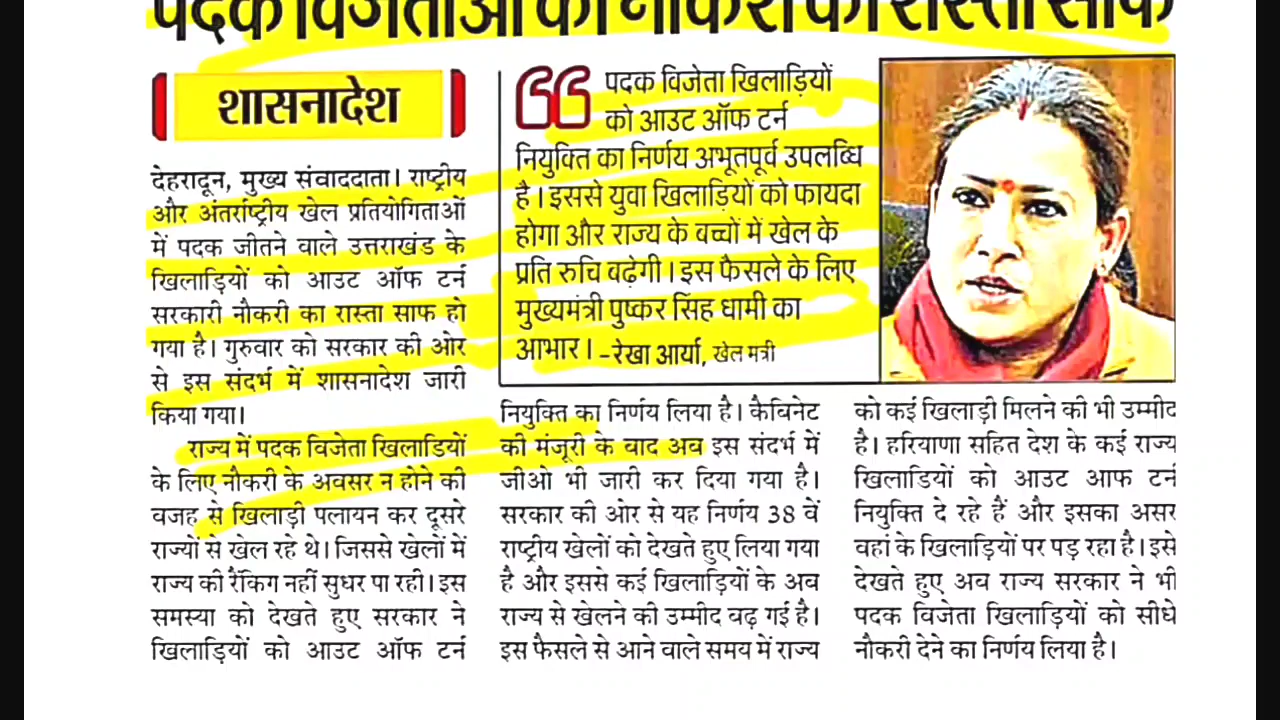 पदक विजेताओं की नौकरी का रास्ता साफ
शासनादेश
देहरादून, मुख्य संवाददाता। राष्ट्रीय
और अंतर्राष्ट्रीय खेल प्रतियोगिताओं
में पदक जीतने वाले उत्तराखंड के
खिलाड़ियों को आउट ऑफ टर्न
सरकारी नौकरी का रास्ता साफ हो
गया है। गुरुवार को सरकार की ओर
से इस संदर्भ में शासनादेश जारी
किया गया।
राज्य में पदक विजेता खिलाडियों
के लिए नौकरी के अवसर न होने की
वजह से खिलाड़ी पलायन कर दूसरे
राज्यों से खेल रहे थे। जिससे खेलों में
राज्य की रैंकिग नहीं सुधर पा रही। इस
समस्या को देखते हुए सरकार ने
खिलाड़ियों को आउट ऑफ टर्न
पदक विजेता खिलाड़ियों
को आउट ऑफ टर्न
नियुक्ति का निर्णय अभूतपूर्व उपलब्धि
है। इससे युवा खिलाड़ियों को फायदा
होगा और राज्य के बच्चों में खेल के
प्रति रुचि बढ़ेगी। इस फैसले के लिए
मुख्यमंत्री पुष्कर सिंह धामी का
आभार। -रेखा आर्या, खेल मंत्री
नियुक्ति का निर्णय लिया है। कैबिनेट
की मंजूरी के बाद अब इस संदर्भ में
जीओ भी जारी कर दिया गया है।
सरकार की ओर से यह निर्णय 38 वें
राष्ट्रीय खेलों को देखते हुए लिया गया
है और इससे कई खिलाड़ियों के अब
राज्य से खेलने की उम्मीद बढ़ गई है।
इस फैसले से आने वाले समय में राज्य
को कई खिलाड़ी मिलने की भी उम्मीद
है। हरियाणा सहित देश के कई राज्य
खिलाडियों को आउट आफ टर्न
नियुक्ति दे रहे हैं और इसका असर
वहां के खिलाड़ियों पर पड़ रहा है। इसे
देखते हुए अब राज्य सरकार ने भी
पदक विजेता खिलाड़ियों को सीधे
नौकरी देने का निर्णय लिया है।